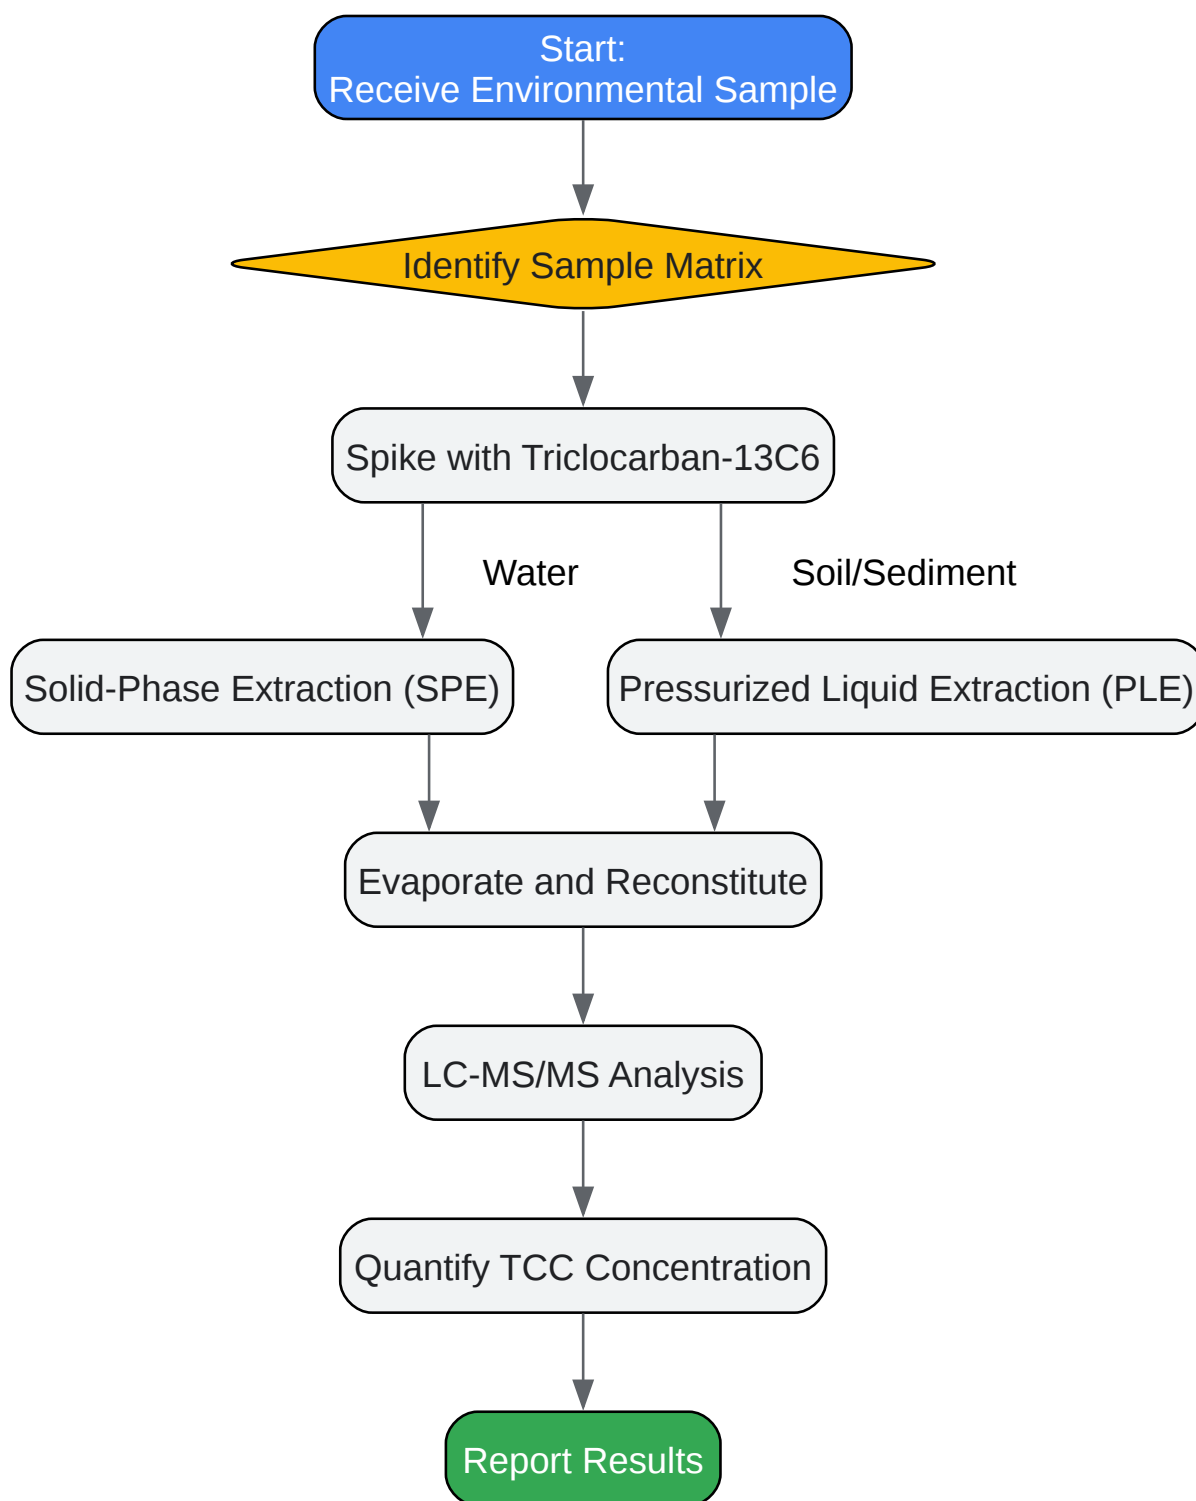 Start:
Receive Environmental Sample
Identify Sample Matrix
Spike with Triclocarban-13C6
Water
Soil/Sediment
Solid-Phase Extraction (SPE)
Pressurized Liquid Extraction (PLE)
Evaporate and Reconstitute
LC-MS/MS Analysis
Quantify TCC Concentration
Report Results